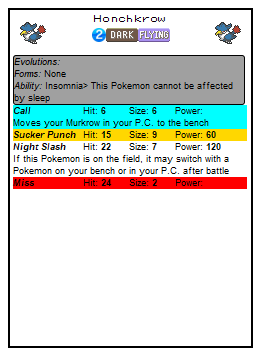 Honchkrow
2 DARK FLYING
Evolutions:
Forms: None
Ability: Insomnia> This Pokemon cannot be affected
by sleep
Call Hit: 6 Size: 6 Power:
Moves your Murkrow in your P.C. to the bench
Sucker Punch Hit: 15 Size: 9 Power: 60
Night Slash Hit: 22 Size: 7 Power: 120
If this Pokemon is on the field, it may switch with a
Pokemon on your bench or in your P.C. after battle
Miss Hit: 24 Size: 2 Power: